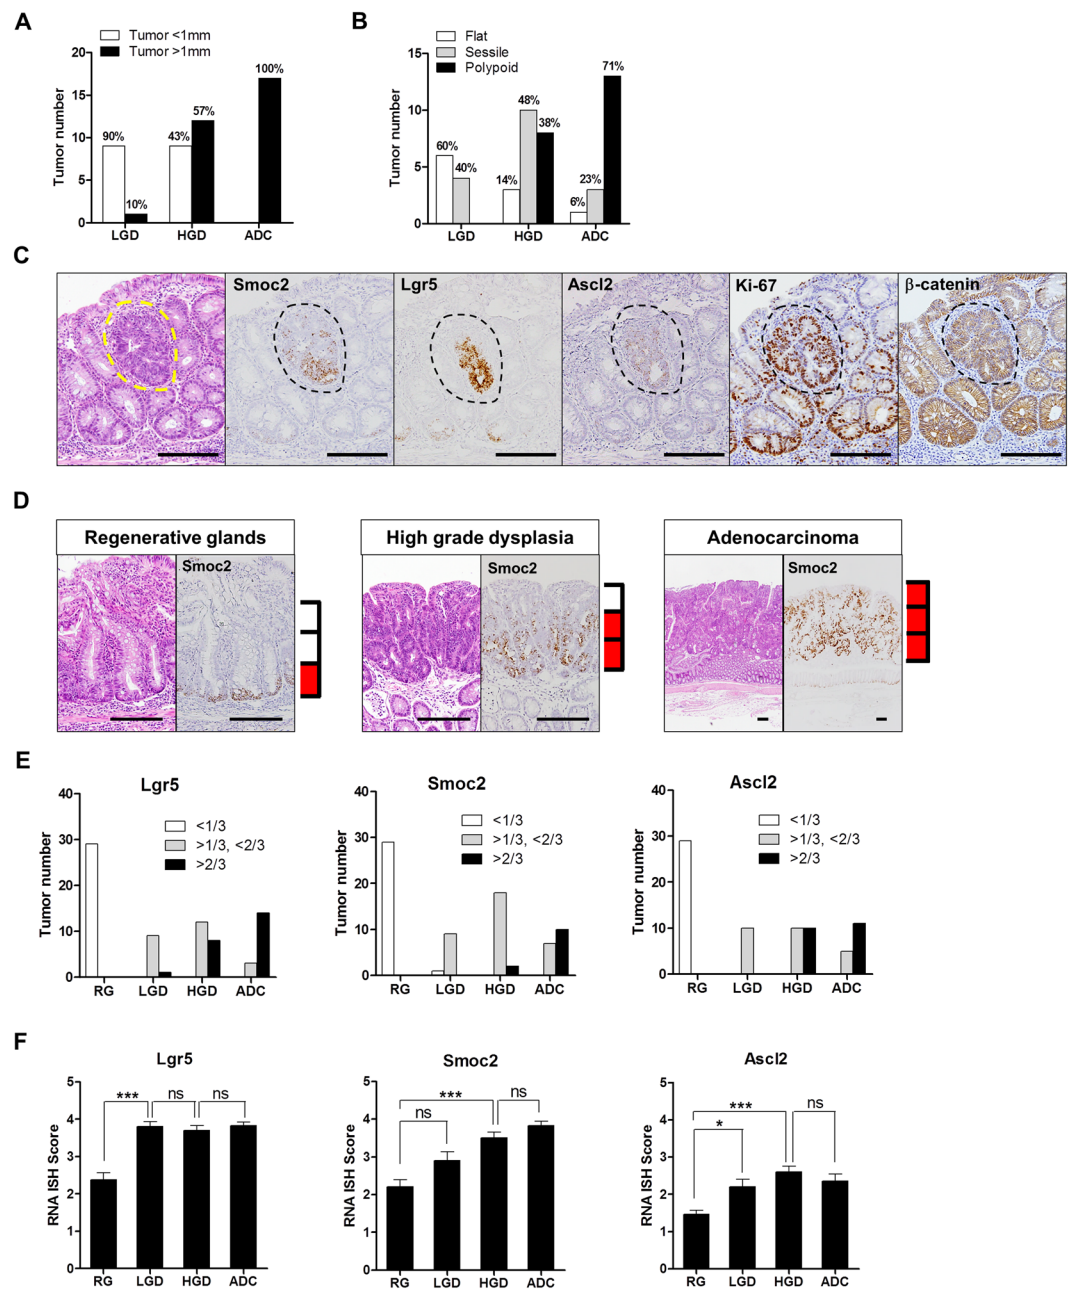 A
Tumor <1mm
Tumor >1mm
Tumor number
20
15
10
5
0
90%
10%
43%
57%
100%
LGD HGD ADC
B
Flat
Sessile
Polypoid
Tumor number
15
10
5
0
60%
40%
14%
48%
38%
6%
23%
71%
LGD HGD ADC
C
Smoc2 Lgr5 Ascl2 Ki-67 β-catenin
D
Regenerative glands
Smoc2
High grade dysplasia
Smoc2
Adenocarcinoma
Smoc2
E
Lgr5
<1/3
>1/3, <2/3
>2/3
Tumor number
40
30
20
10
0
RG LGD HGD ADC
Smoc2
<1/3
>1/3, <2/3
>2/3
Tumor number
40
30
20
10
0
RG LGD HGD ADC
Ascl2
<1/3
>1/3, <2/3
>2/3
Tumor number
40
30
20
10
0
RG LGD HGD ADC
F
Lgr5
RNA ISH Score
5
4
3
2
1
0
*** ns ns
RG LGD HGD ADC
Smoc2
RNA ISH Score
5
4
3
2
1
0
*** ns
ns
RG LGD HGD ADC
Ascl2
RNA ISH Score
5
4
3
2
1
0
*** ns
*
RG LGD HGD ADC